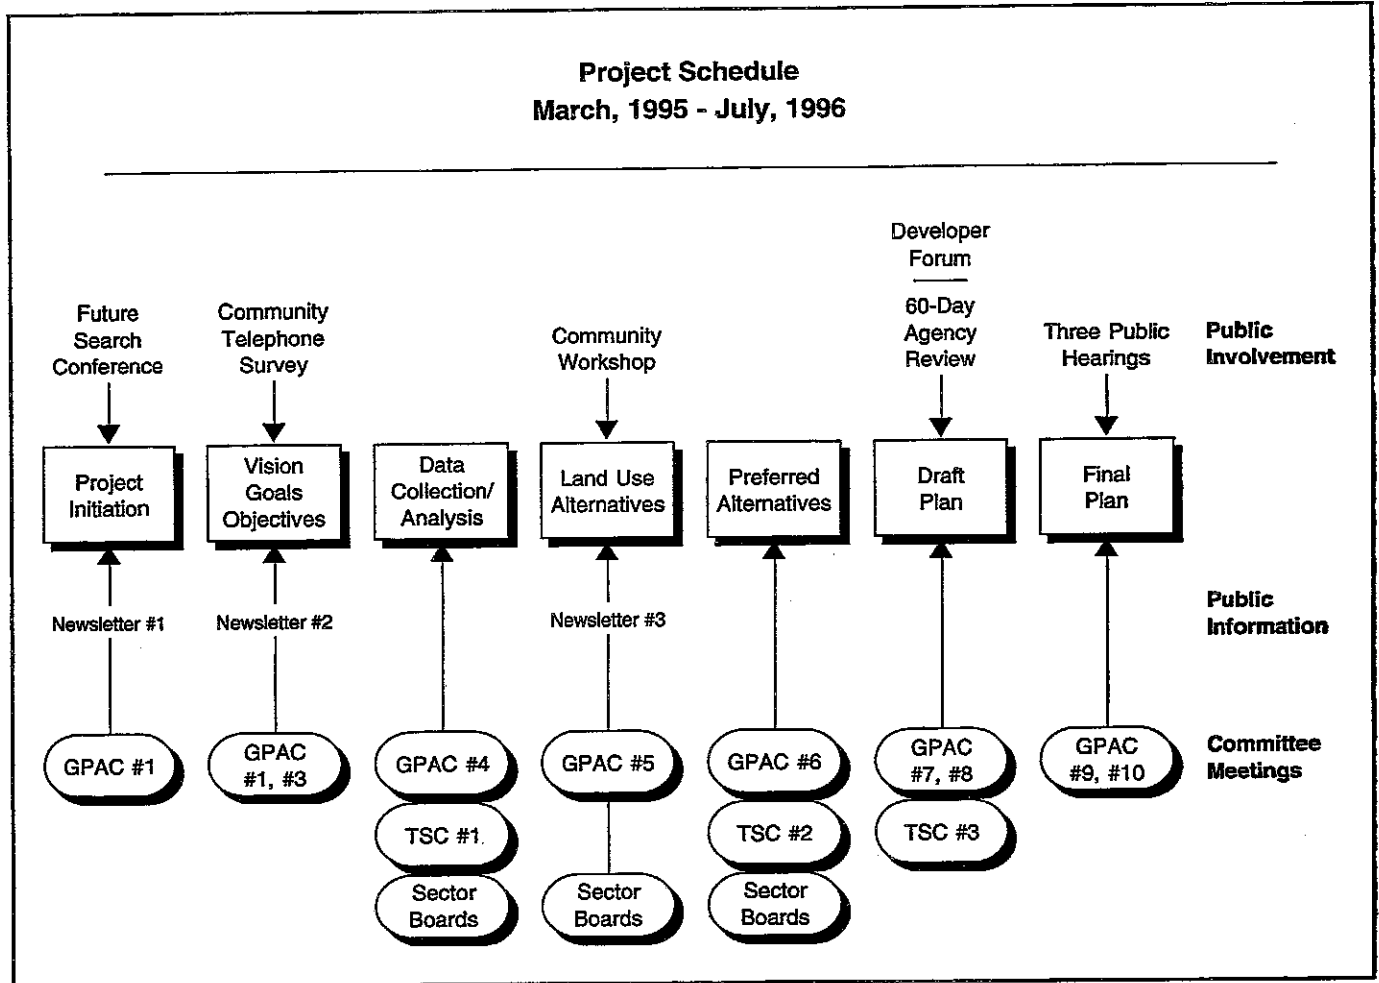 Project Schedule
March, 1995 - July, 1996
Developer
Forum
60-Day
Agency
Review
Future
Search
Conference
Community
Telephone
Survey
Community
Workshop
Three Public
Hearings
Public
Involvement
Project
Initiation
Vision
Goals
Objectives
Data
Collection/
Analysis
Land Use
Alternatives
Preferred
Alternatives
Draft
Plan
Final
Plan
Newsletter #1
Newsletter #2
Newsletter #3
Public
Information
GPAC #1
GPAC
#1, #3
GPAC #4
GPAC #5
GPAC #6
GPAC
#7, #8
GPAC
#9, #10
Committee
Meetings
TSC #1
TSC #2
TSC #3
Sector
Boards
Sector
Boards
Sector
Boards